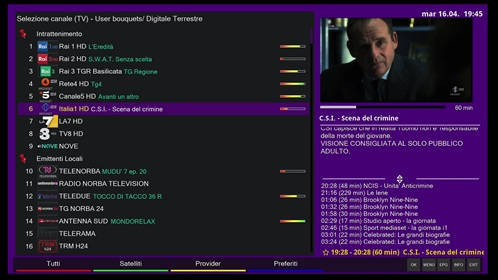 Selezione canale (TV) - User bouquets/ Digitale Terrestre
mar 16.04. 19:45
Intrattenimento
1 Rai 1 HD L'Eredità
2 Rai 2 HD S.W.A.T. Senza scelta
3 Rai 3 TGR Basilicata TG Regione
4 Rete4 HD Tg4
5 Canale5 HD Avanti un altro
6 Italia1 HD C.S.I. - Scena del crimine
7 LA7 HD
8 TV8 HD
9 NOVE
Emittenti Locali
10 TELENORBA MUDU' 7 ep. 20
11 RADIO NORBA TELEVISION
12 TELEDUE TOCCO DI TACCO 36 R
13 TG NORBA 24
14 ANTENNA SUD MONDORELAX
15 TELERAMA
16 TRM H24
60 min
C.S.I. - Scena del crimine
CSI capisce che in realtà l'uomo non è responsabile
della morte del giovane.
VISIONE CONSIGLIATA AL SOLO PUBBLICO
ADULTO.
20:28 (48 min) NCIS - Unita' Anticrimine
21:16 (229 min) Le Iene
01:06 (26 min) Brooklyn Nine-Nine
01:32 (26 min) Brooklyn Nine-Nine
01:58 (30 min) Brooklyn Nine-Nine
02:29 (17 min) Studio aperto - la giornata
02:46 (15 min) Sport mediaset - la giornata i1
03:01 (22 min) Celebrated: Le grandi biografie
03:24 (22 min) Celebrated: Le grandi biografie
19:28 - 20:28 (60 min) C.S.I. - Scena del crimine
Tutti
Satelliti
Provider
Preferiti
OK
MENU
EPG
INFO
EXIT